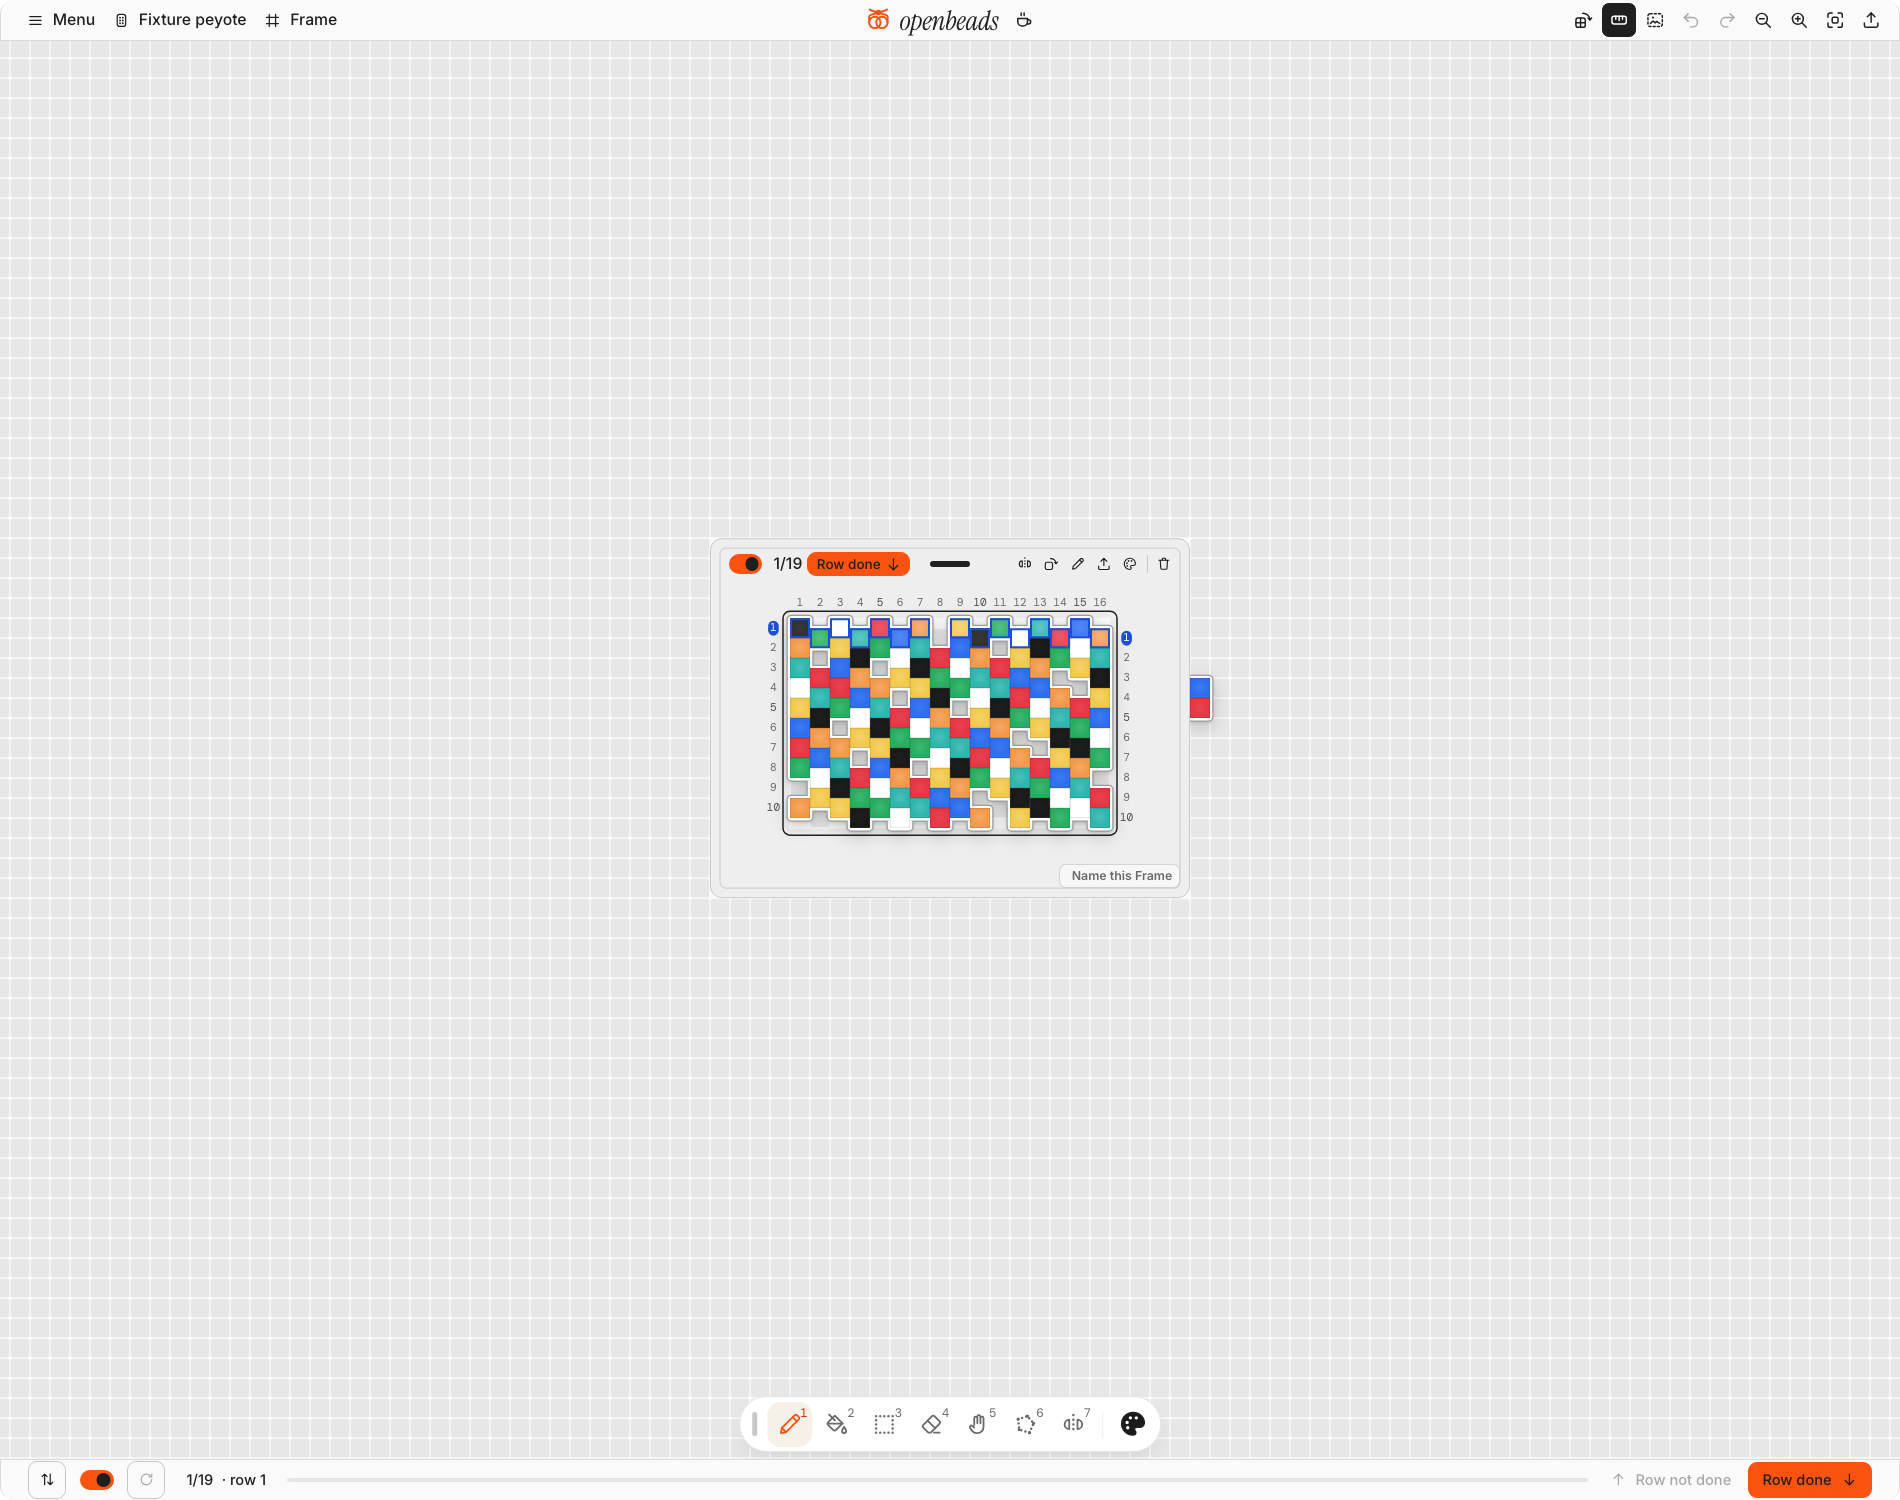 Menu Fixture peyote Frame openbeads
1/19 Row done
1 2 3 4 5 6 7 8 9 10 11 12 13 14 15 16
1 1
2 2
3 3
4 4
5 5
6 6
7 7
8 8
9 9
10 10
Name this Frame
1 2 3 4 5 6 7
1/19 · row 1 Row not done Row done